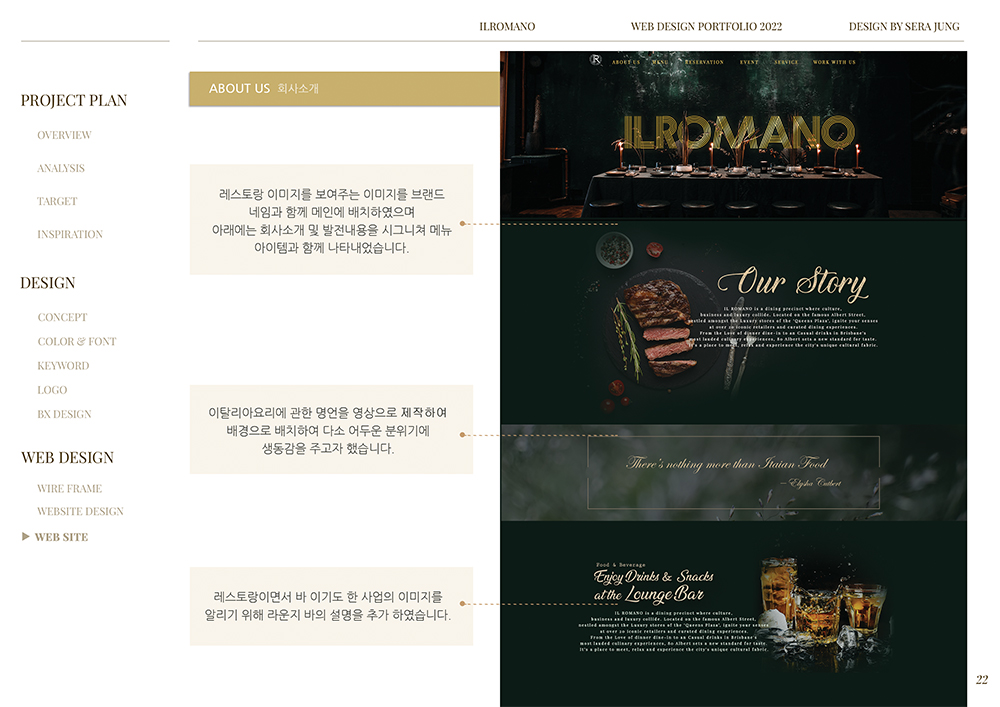 ILROMANO
WEB DESIGN PORTFOLIO 2022
DESIGN BY SERA JUNG
PROJECT PLAN
OVERVIEW
ANALYSIS
TARGET
INSPIRATION
DESIGN
CONCEPT
COLOR & FONT
KEYWORD
LOGO
BX DESIGN
WEB DESIGN
WIRE FRAME
WEBSITE DESIGN
WEB SITE
ABOUT US 회사소개
레스토랑 이미지를 보여주는 이미지를 브랜드
네임과 함께 메인에 배치하였으며
아래에는 회사소개 및 발전내용을 시그니쳐 메뉴
아이템과 함께 나타내었습니다.
이탈리아요리에 관한 명언을 영상으로 제작하여
배경으로 배치하여 다소 어두운 분위기에
생동감을 주고자 했습니다.
레스토랑이면서 바 이기도 한 사업의 이미지를
알리기 위해 라운지 바의 설명을 추가 하였습니다.
R
ABOUT US MENU RESERVATION EVENT SERVICE WORK WITH US
ILROMANO
Our Story
IL ROMANO is a dining precinct where culture,
business and luxury collide. Located on the famous Albert Street,
nestled amongst the Luxury stores of the 'Queens Plaza', ignite your senses
at over 20 iconic retailers and curated dining experiences.
From the Love of dinner dine-in to an Casual drinks in Brisbane's
most landed culinary experiences, 80 Albert sets a new standard for taste.
It's a place to meet, relax and experience the city's unique cultural fabric.
There's nothing more than Itaian Food
— Elysha Cutbert
Food & Beverage
Enjoy Drinks & Snacks
at the Lounge Bar
IL ROMANO is a dining precinct where culture,
business and luxury collide. Located on the famous Albert Street,
nestled amongst the Luxury stores of the 'Queens Plaza', ignite your senses
at over 20 iconic retailers and curated dining experiences.
From the Love of dinner dine-in to an Casual drinks in Brisbane's
most landed culinary experiences, 80 Albert sets a new standard for taste.
It's a place to meet, relax and experience the city's unique cultural fabric.
22